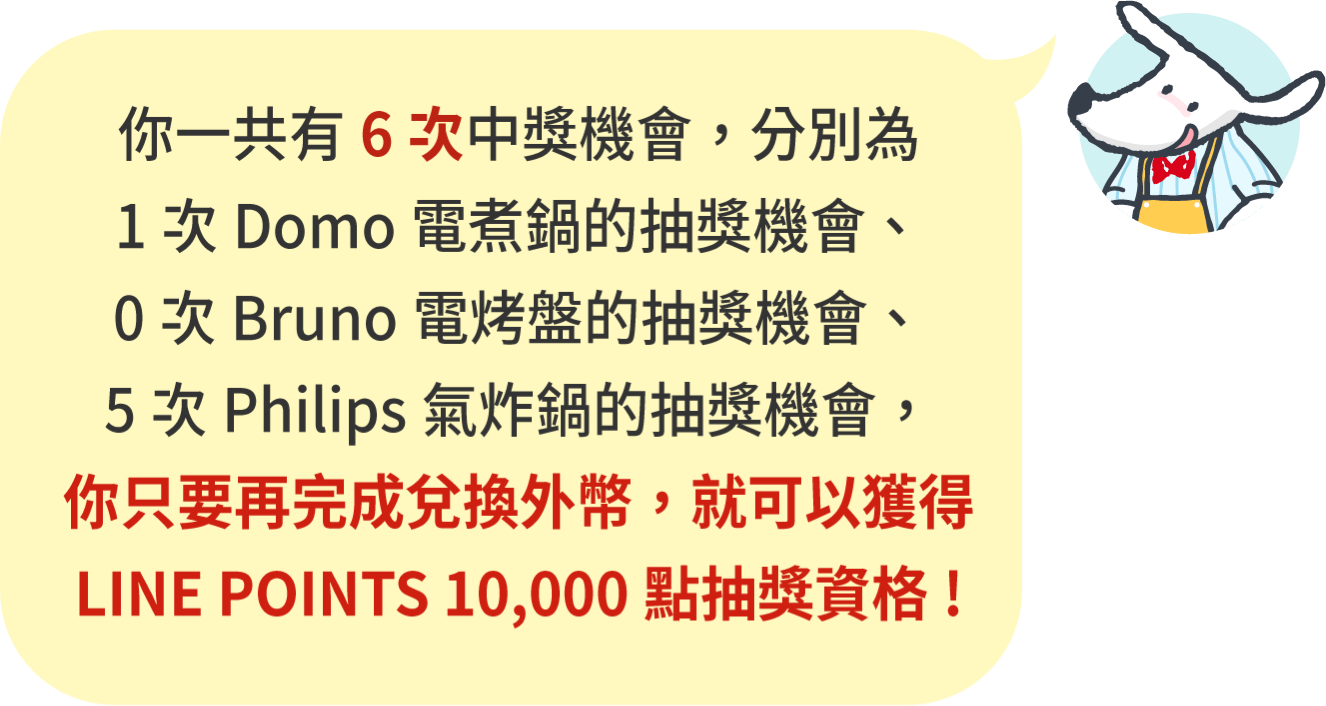 你一共有 6 次中獎機會，分別為
1 次 Domo 電煮鍋的抽獎機會、
0 次 Bruno 電烤盤的抽獎機會、
5 次 Philips 氣炸鍋的抽獎機會，
你只要再完成兌換外幣，就可以獲得
LINE POINTS 10,000 點抽獎資格！